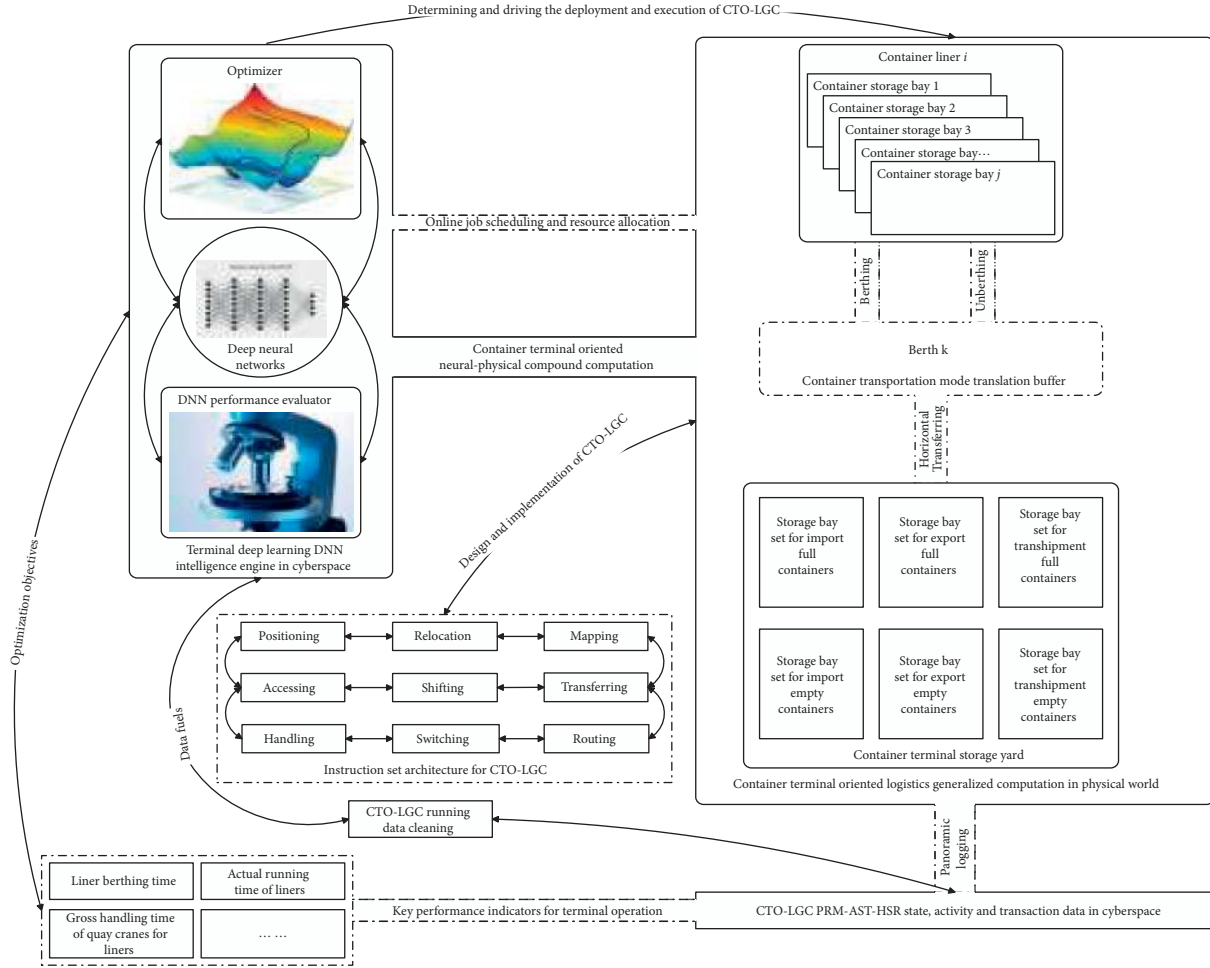 Determining and driving the deployment and execution of CTO-LGC
Optimizer
Deep neural
networks
DNN performance evaluator
Terminal deep learning DNN
intelligence engine in cyberspace
Online job scheduling and resource allocation
Container terminal oriented
neural-physical compound computation
Container liner i
Container storage bay 1
Container storage bay 2
Container storage bay 3
Container storage bay…
Container storage bay j
Berthing
Unberthing
Berth k
Container transportation mode translation buffer
Horizontal
Transferring
Storage bay
set for import
full
containers
Storage bay
set for export
full
containers
Storage bay
set for
transhipment
full
containers
Storage bay
set for import
empty
containers
Storage bay
set for export
empty
containers
Storage bay
set for
transhipment
empty
containers
Container terminal storage yard
Container terminal oriented logistics generalized computation in physical world
Design and implementation of CTO-LGC
Optimization objectives
Positioning
Relocation
Mapping
Accessing
Shifting
Transferring
Handling
Switching
Routing
Instruction set architecture for CTO-LGC
Data fuels
CTO-LGC running
data cleaning
Panoramic
logging
Liner berthing time
Actual running
time of liners
Gross handling time
of quay cranes for
liners
… …
Key performance indicators for terminal operation
CTO-LGC PRM-AST-HSR state, activity and transaction data in cyberspace